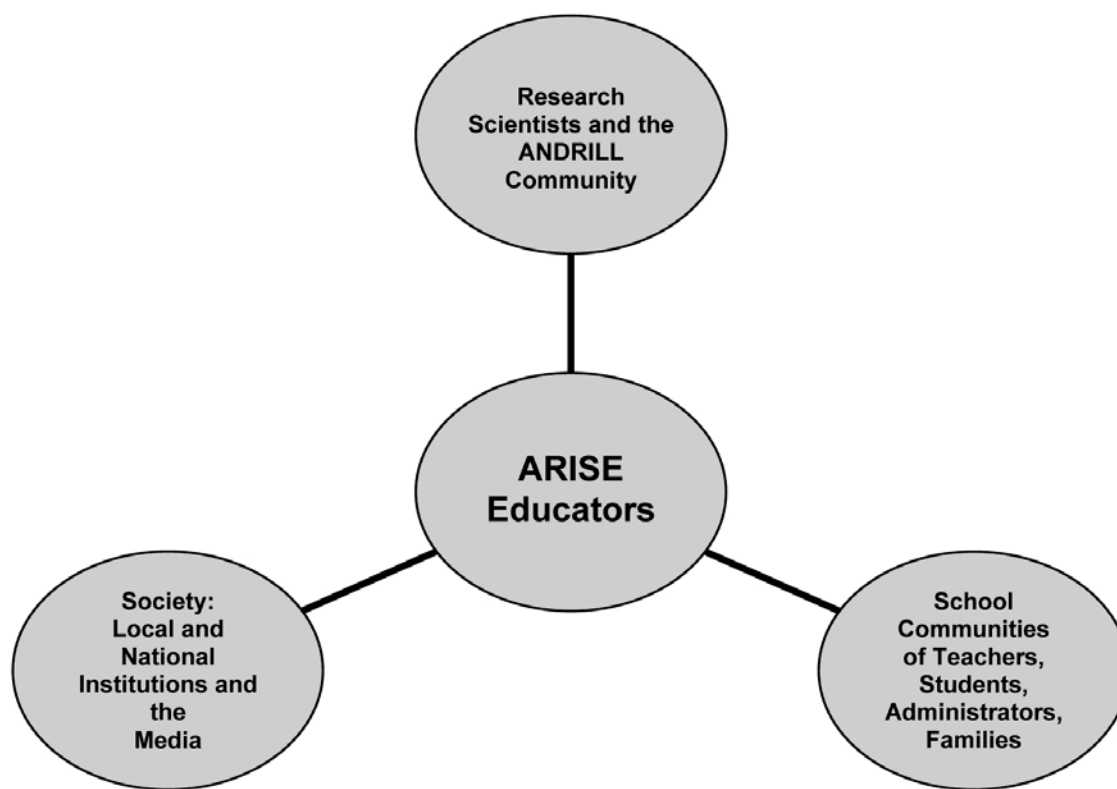 Research
Scientists and the
ANDRILL
Community
ARISE
Educators
Society:
Local and
National
Institutions and
the
Media
School
Communities
of Teachers,
Students,
Administrators,
Families